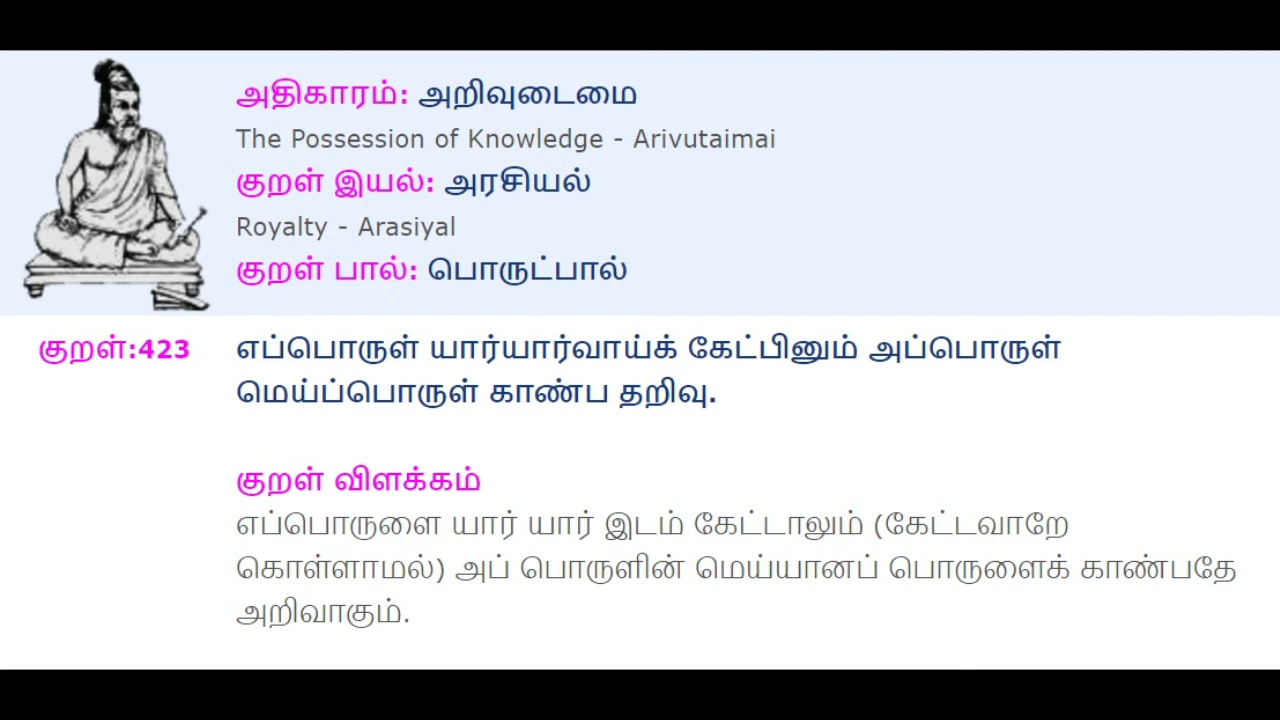 அதிகாரம்: அறிவுடைமை
The Possession of Knowledge - Arivutaimai
குறள் இயல்: அரசியல்
Royalty - Arasiyal
குறள் பால்: பொருட்பால்
குறள்:423 எப்பொருள் யார்யார்வாய்க் கேட்பினும் அப்பொருள்
மெய்ப்பொருள் காண்ப தறிவு.
குறள் விளக்கம்
எப்பொருளை யார் யார் இடம் கேட்டாலும் (கேட்டவாறே
கொள்ளாமல்) அப் பொருளின் மெய்யானப் பொருளைக் காண்பதே
அறிவாகும்.